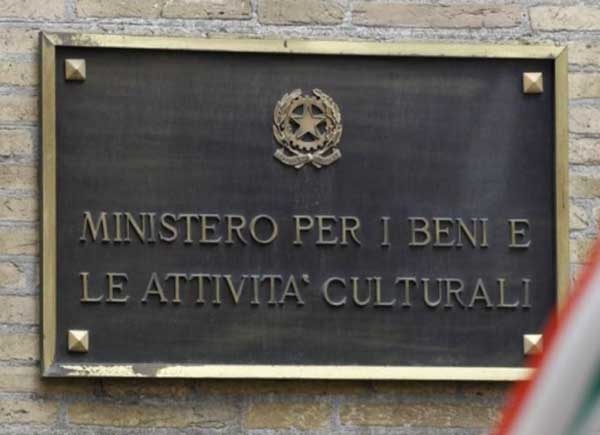 MINISTERO PER I BENI E
LE ATTIVITA' CULTURALI